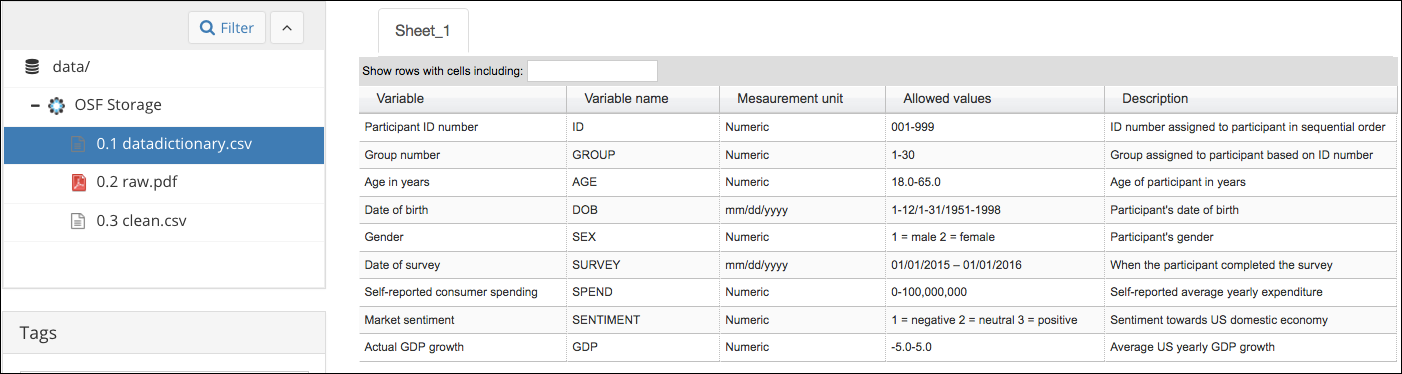 Filter
data/
OSF Storage
0.1 datadictionary.csv
0.2 raw.pdf
0.3 clean.csv
Tags
Sheet_1
Show rows with cells including:
Variable Variable name Mesaurement unit Allowed values Description
Participant ID number ID Numeric 001-999 ID number assigned to participant in sequential order
Group number GROUP Numeric 1-30 Group assigned to participant based on ID number
Age in years AGE Numeric 18.0-65.0 Age of participant in years
Date of birth DOB mm/dd/yyyy 1-12/1-31/1951-1998 Participant's date of birth
Gender SEX Numeric 1 = male 2 = female Participant's gender
Date of survey SURVEY mm/dd/yyyy 01/01/2015 – 01/01/2016 When the participant completed the survey
Self-reported consumer spending SPEND Numeric 0-100,000,000 Self-reported average yearly expenditure
Market sentiment SENTIMENT Numeric 1 = negative 2 = neutral 3 = positive Sentiment towards US domestic economy
Actual GDP growth GDP Numeric -5.0-5.0 Average US yearly GDP growth